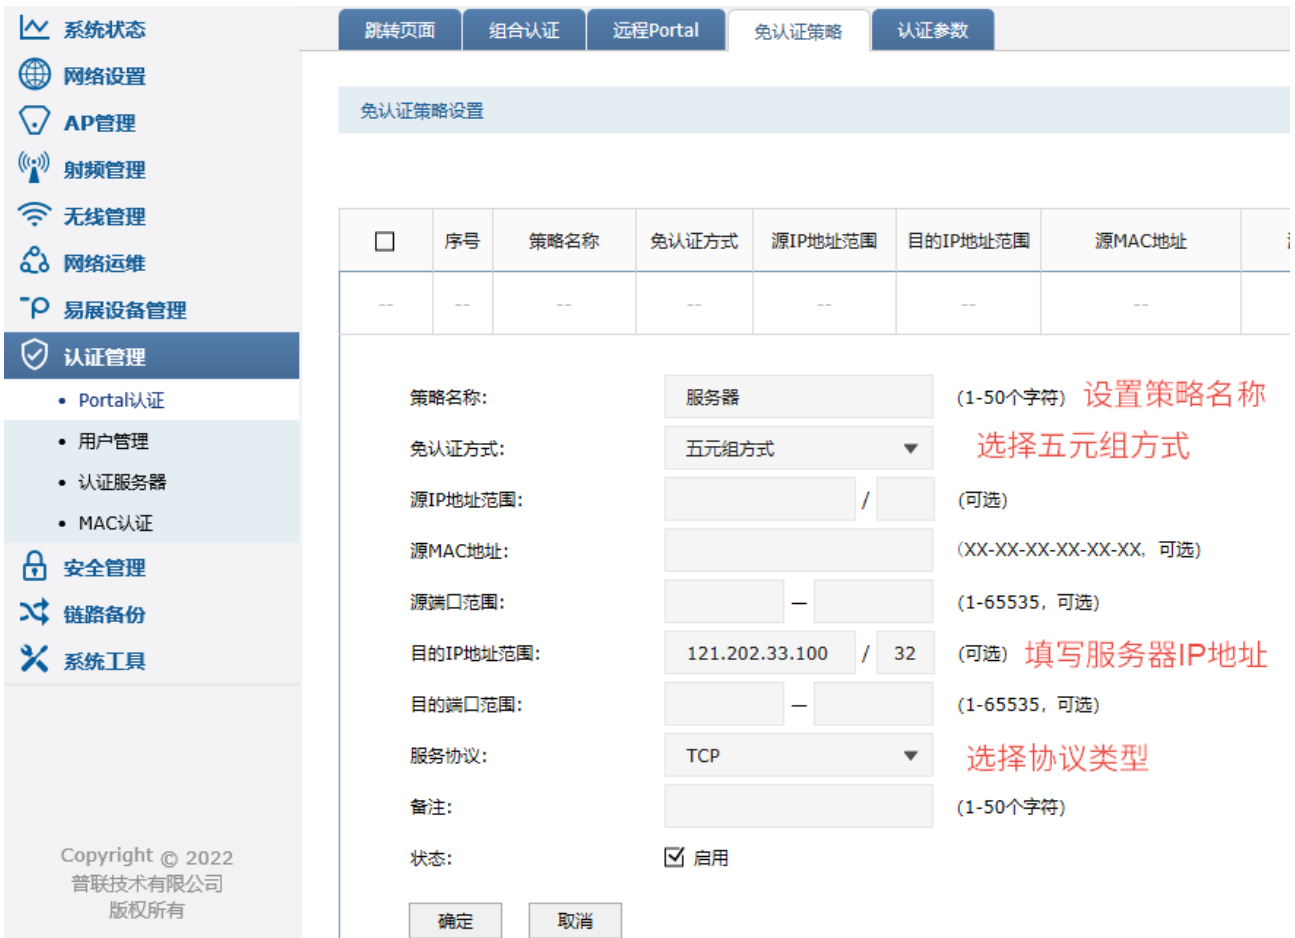 系统状态
网络设置
AP管理
射频管理
无线管理
网络运维
易展设备管理
认证管理
• Portal认证
• 用户管理
• 认证服务器
• MAC认证
安全管理
链路备份
系统工具
Copyright © 2022
普联技术有限公司
版权所有
跳转页面 组合认证 远程Portal 免认证策略 认证参数
免认证策略设置
序号 策略名称 免认证方式 源IP地址范围 目的IP地址范围 源MAC地址
-- -- -- -- -- -- --
策略名称: 服务器 (1-50个字符) 设置策略名称
免认证方式: 五元组方式 选择五元组方式
源IP地址范围: / (可选)
源MAC地址: (XX-XX-XX-XX-XX-XX, 可选)
源端口范围: — (1-65535, 可选)
目的IP地址范围: 121.202.33.100 / 32 (可选) 填写服务器IP地址
目的端口范围: — (1-65535, 可选)
服务协议: TCP 选择协议类型
备注: (1-50个字符)
状态: 启用
确定 取消